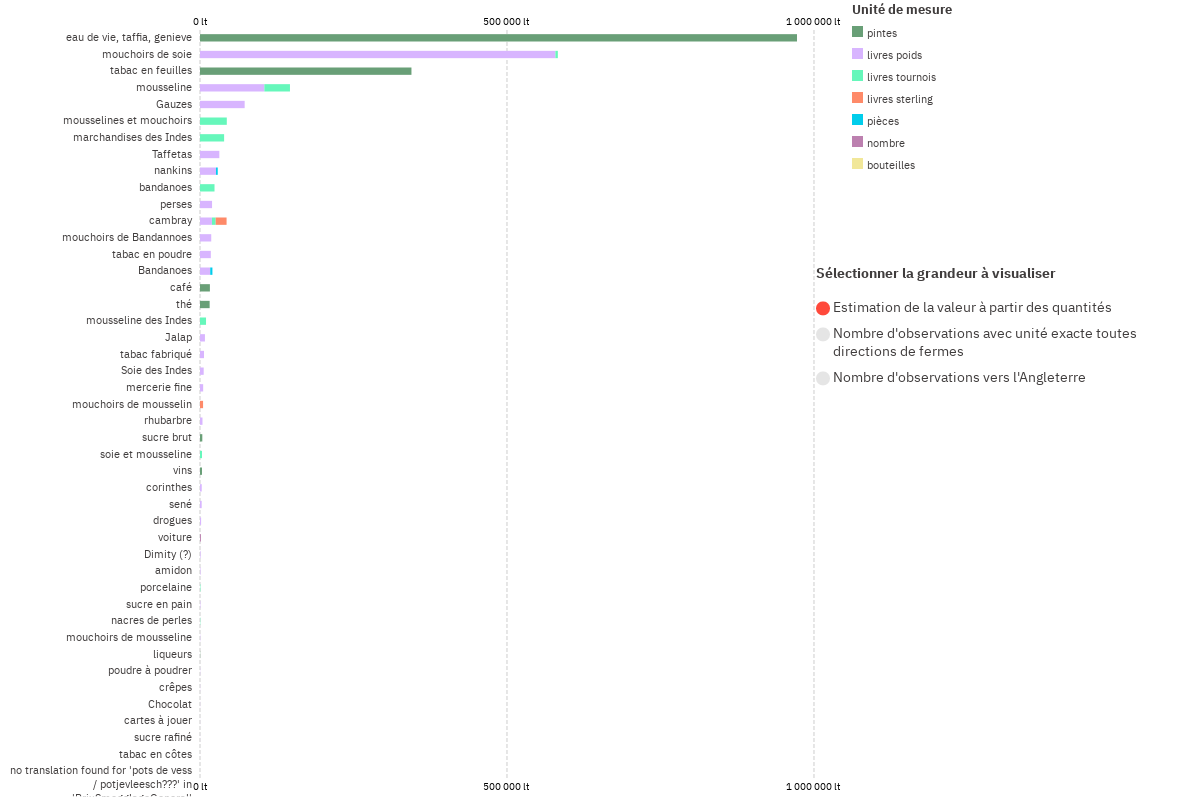 0 lt
500 000 lt
1 000 000 lt
eau de vie, taffia, genieve
mouchoirs de soie
tabac en feuilles
mousseline
Gauzes
mousselines et mouchoirs
marchandises des Indes
Taffetas
nankins
bandanoes
perses
cambray
mouchoirs de Bandannoes
tabac en poudre
Bandanoes
café
thé
mousseline des Indes
Jalap
tabac fabriqué
Soie des Indes
mercerie fine
mouchoirs de mousselin
rhubarbre
sucre brut
soie et mousseline
vins
corinthes
sené
drogues
voiture
Dimity (?)
amidon
porcelaine
sucre en pain
nacres de perles
mouchoirs de mousseline
liqueurs
poudre à poudrer
crêpes
Chocolat
cartes à jouer
sucre rafiné
tabac en côtes
no translation found for 'pots de vess
/ potjevleesch???' in
0 lt
500 000 lt
1 000 000 lt
Unité de mesure
pintes
livres poids
livres tournois
livres sterling
pièces
nombre
bouteilles
Sélectionner la grandeur à visualiser
Estimation de la valeur à partir des quantités
Nombre d'observations avec unité exacte toutes
directions de fermes
Nombre d'observations vers l'Angleterre